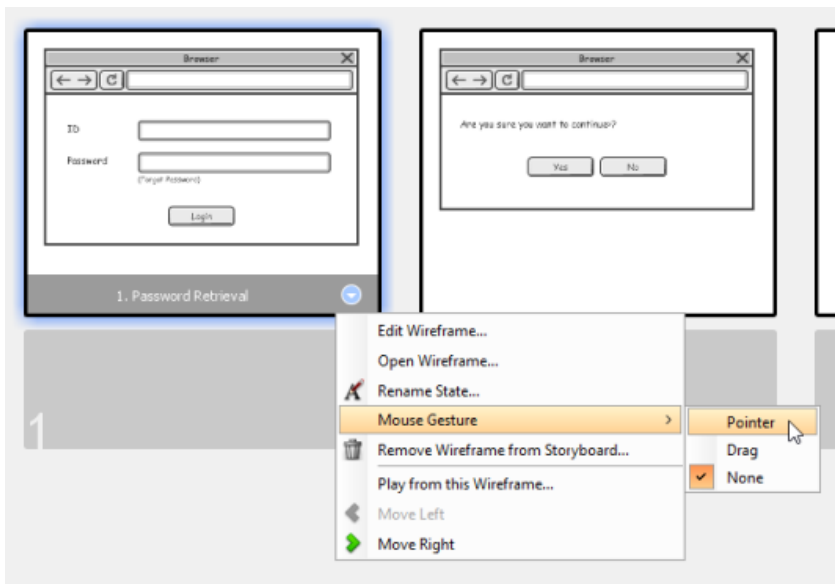 Browser
ID
Password
(Forgot Password)
Login
1. Password Retrieval
Browser
Are you sure you want to continue>?
Yes
No
Edit Wireframe...
Open Wireframe...
Rename State...
Mouse Gesture
Remove Wireframe from Storyboard...
Play from this Wireframe...
Move Left
Move Right
Pointer
Drag
None
1